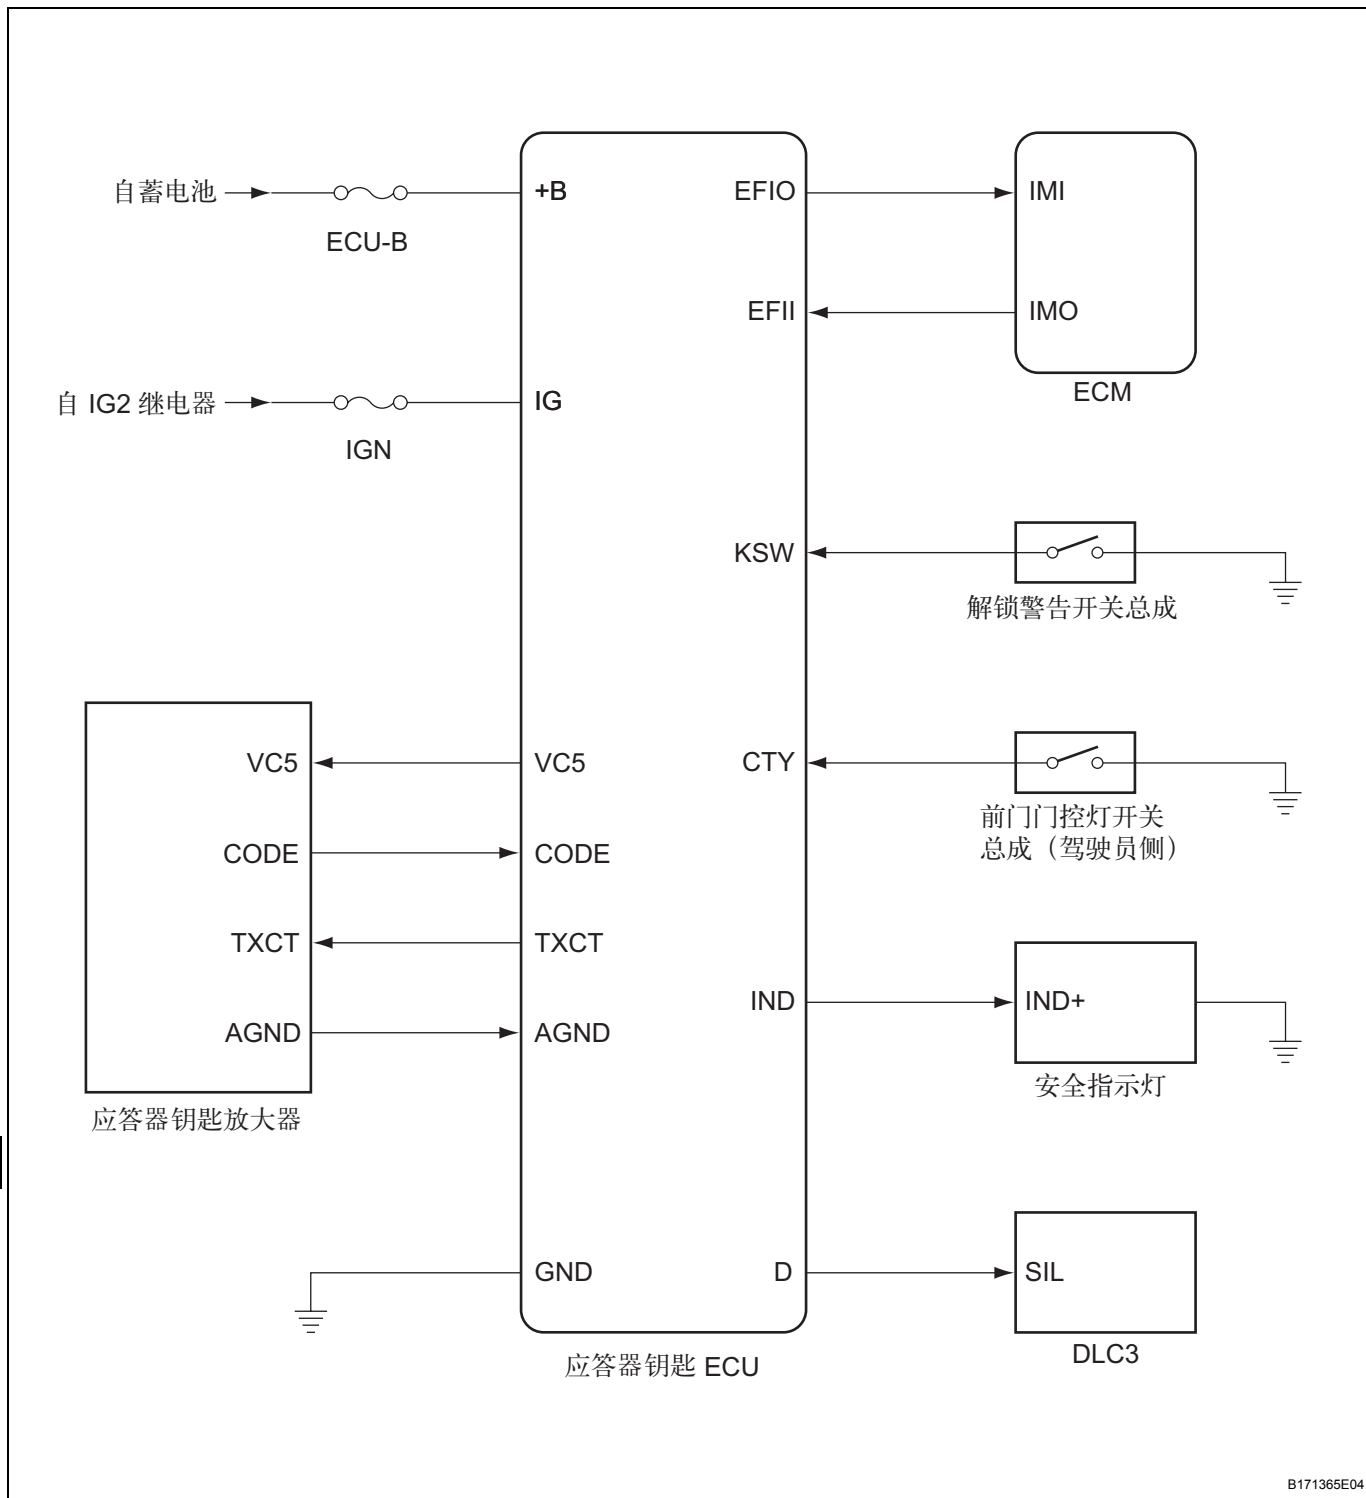 自蓄电池
ECU-B
+B
EFIO
IMI
EFII
IMO
ECM
自 IG2 继电器
IGN
IG
KSW
解锁警告开关总成
VC5
VC5
CTY
前门门控灯开关
总成（驾驶员侧）
CODE
CODE
TXCT
TXCT
IND
IND+
AGND
AGND
安全指示灯
应答器钥匙放大器
GND
D
SIL
DLC3
应答器钥匙 ECU
B171365E04